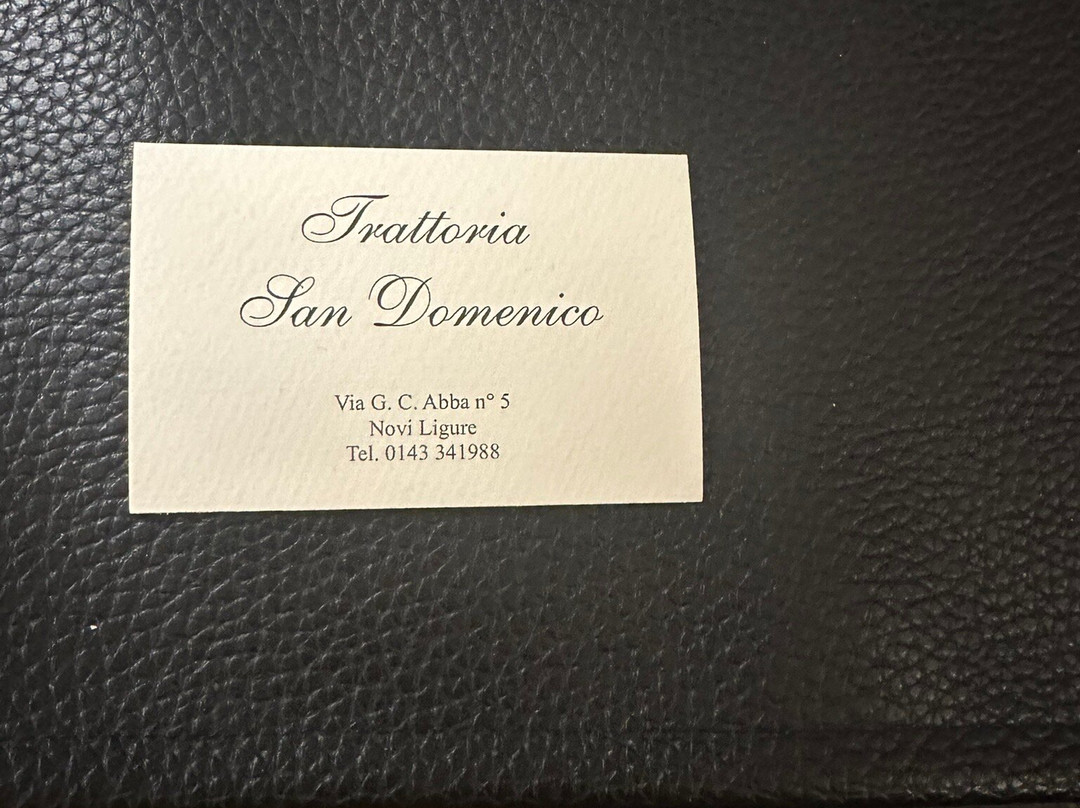 Trattoria
San Domenico
Via G. C. Abba n° 5
Novi Ligure
Tel. 0143 341988